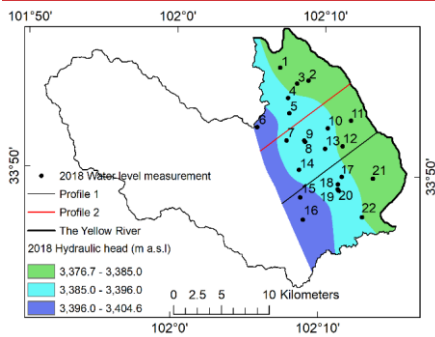 101°50' 102°0' 102°10'
1
3 2
4
5
6
11
10
7 9
8 13 12
33°50'
33°50'
14
17
21
2018 Water level measurement
18
15
19 20
Profile 1
16
Profile 2
22
The Yellow River
2018 Hydraulic head (m a.s.l)
3,376.7 - 3,385.0
3,385.0 - 3,396.0
3,396.0 - 3,404.6
0 2.5 5 10 Kilometers
102°0' 102°10'